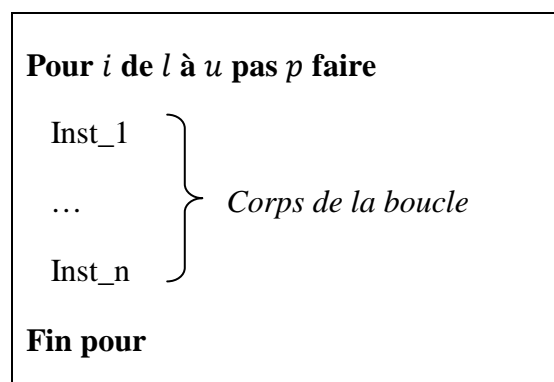 Pour i de l à u pas p faire
Inst_1
… Corps de la boucle
Inst_n
Fin pour